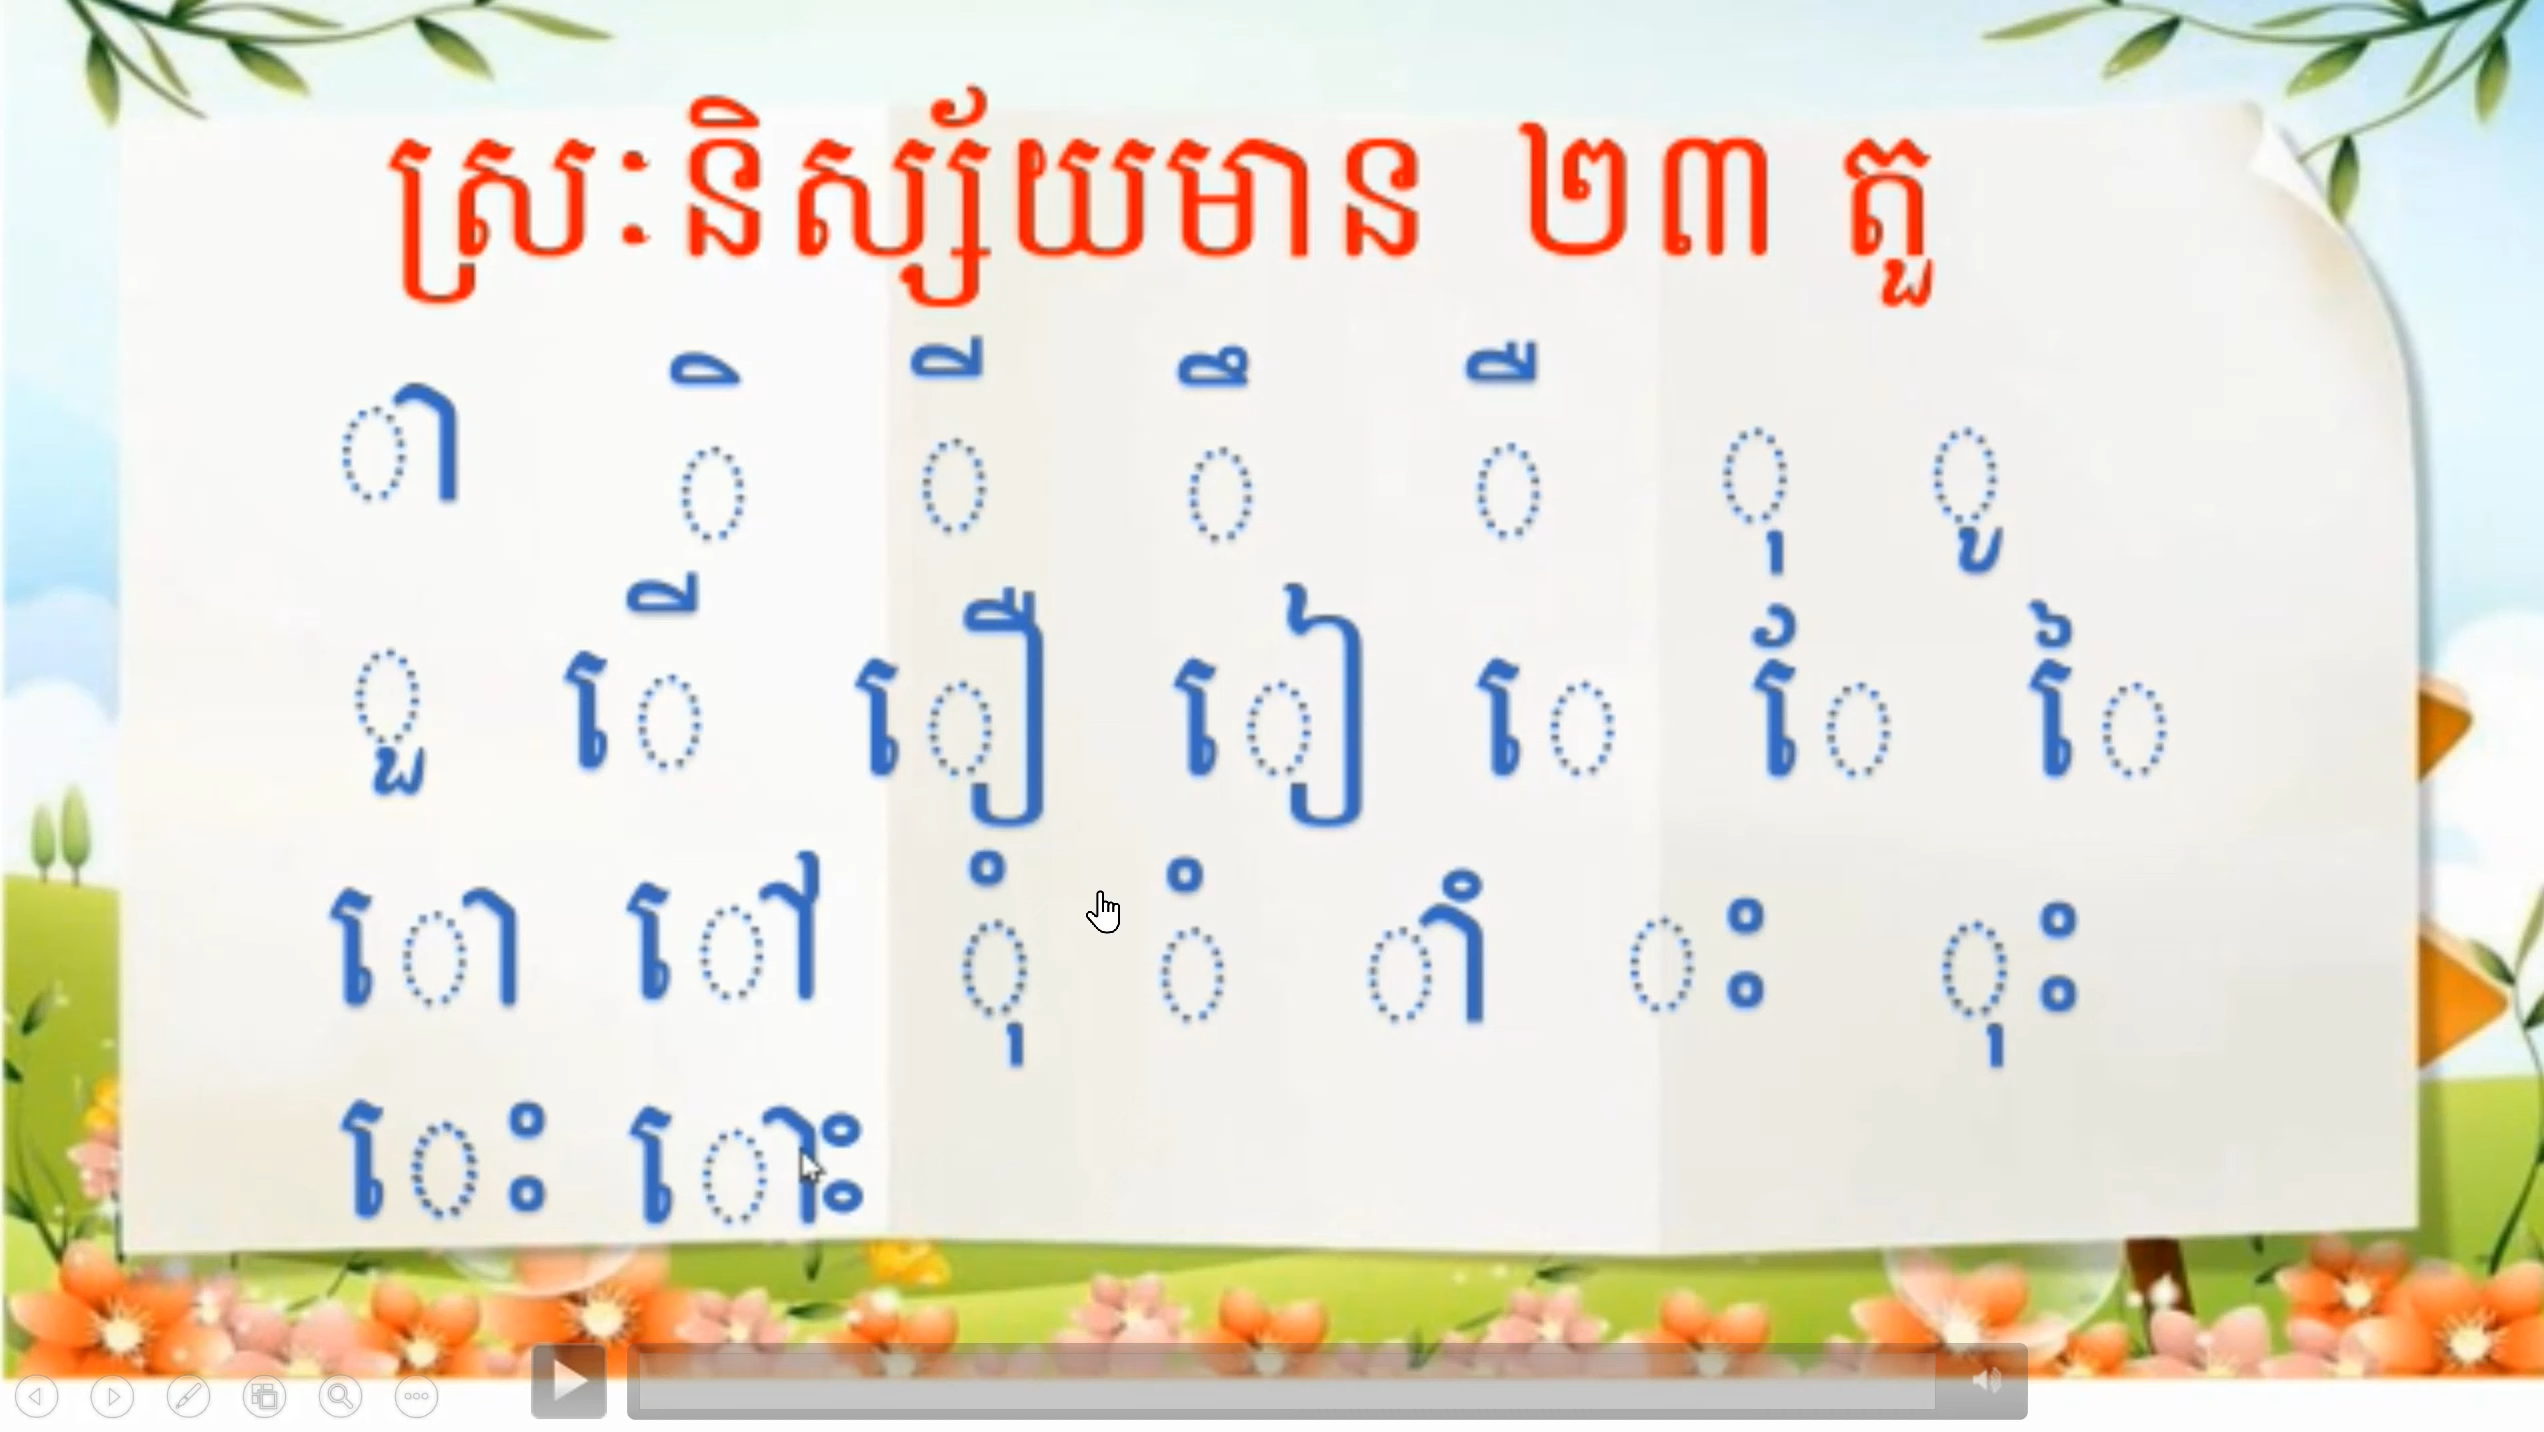 ស្រៈនិស្ស័យមាន ២៣ តួ
ា ិ ី ឹ ឺ ុ ូ
ួ ើ ឿ ៀ េ ែ ៃ
ោ ៅ ុំ ំ ាំ ះ ុះ
េះ ោះ